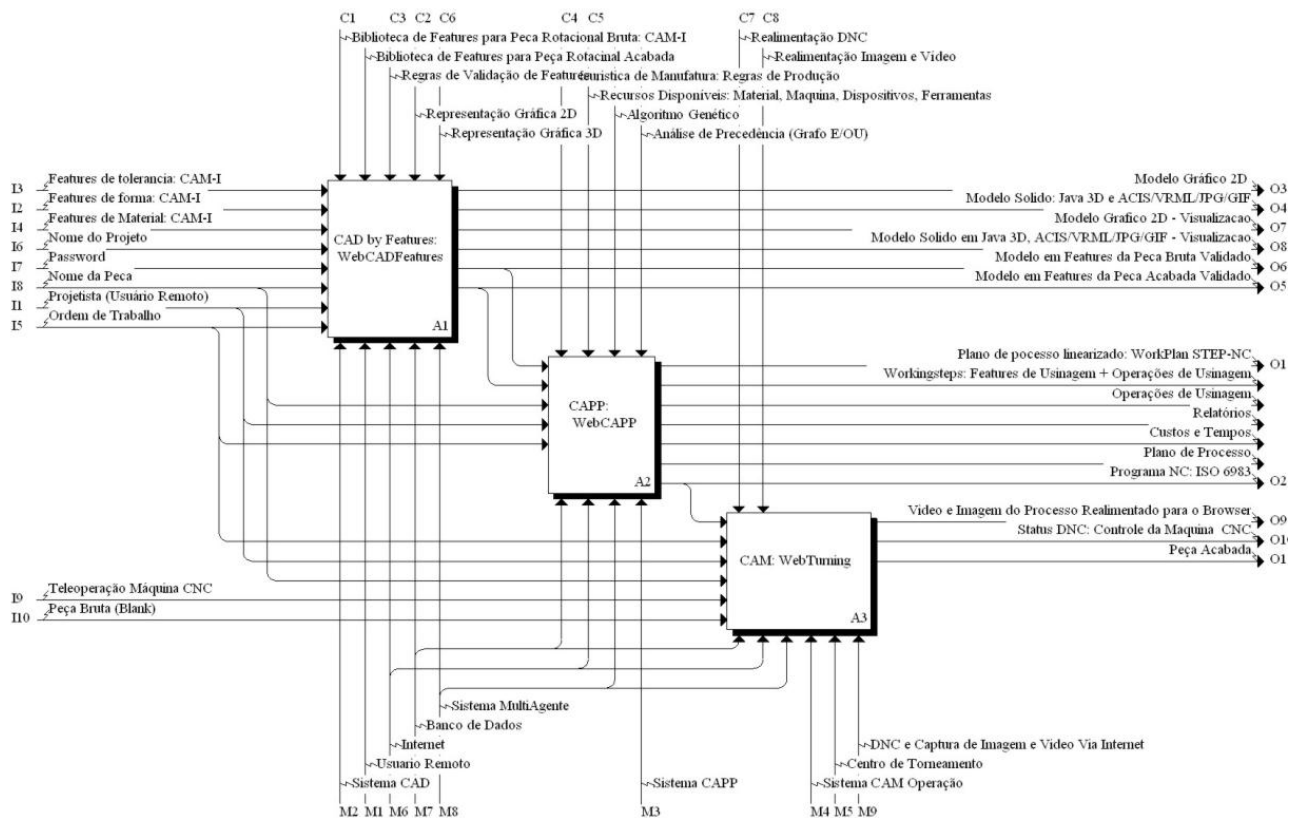 C1 C3 C2 C6 C4 C5 C7 C8
Biblioteca de Features para Peca Rotacional Bruta: CAM-I
Realimentação DNC
Biblioteca de Features para Peça Rotacinal Acabada
Realimentação Imagem e Video
Regras de Validação de Features
euristica de Manufatura: Regras de Produção
Recursos Disponíveis: Material, Maquina, Dispositivos, Ferramentas
Representação Gráfica 2D
Algoritmo Genético
Representação Gráfica 3D
Análise de Precedência (Grafo E/OU)
I3 Features de tolerancia: CAM-I
I2 Features de forma: CAM-I
I4 Features de Material: CAM-I
I6 Nome do Projeto
I7 Password
I8 Nome da Peca
I1 Projetista (Usuário Remoto)
I5 Ordem de Trabalho
CAD by Features:
WebCADFeatures
A1
Modelo Gráfico 2D O3
Modelo Solido: Java 3D e ACIS/VRML/JPG/GIF O4
Modelo Grafico 2D - Visualizacao O7
Modelo Solido em Java 3D, ACIS/VRML/JPG/GIF - Visualizacao O8
Modelo em Features da Peca Bruta Validado O6
Modelo em Features da Peca Acabada Validado O5
CAPP:
WebCAPP
A2
Plano de pocesso linearizado: WorkPlan STEP-NC O1
Workingsteps: Features de Usinagem + Operações de Usinagem
Operações de Usinagem
Relatórios
Custos e Tempos
Plano de Processo
Programa NC: ISO 6983 O2
CAM: WebTurning
A3
Video e Imagem do Processo Realimentado para o Browser O9
Status DNC: Controle da Maquina CNC O10
Peça Acabada O1
I9 Teleoperação Máquina CNC
I10 Peça Bruta (Blank)
Sistema MultiAgente
Banco de Dados
Internet
DNC e Captura de Imagem e Video Via Internet
Usuario Remoto
Centro de Torneamento
Sistema CAD
Sistema CAPP
Sistema CAM Operação
M2 M1 M6 M7 M8 M3 M4 M5 M9